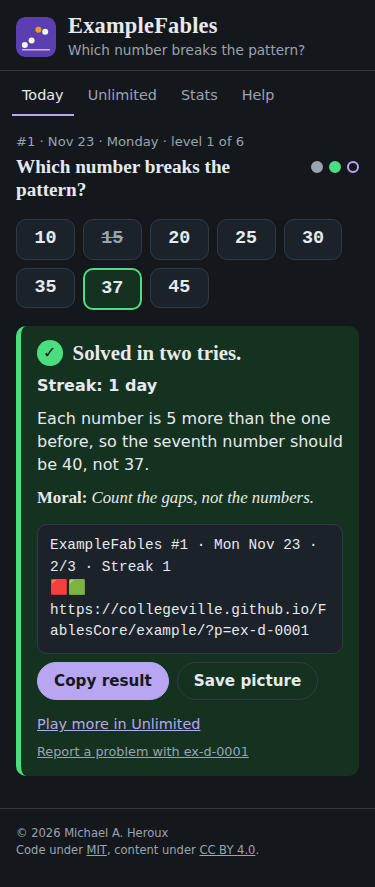 ExampleFables
Which number breaks the pattern?
Today Unlimited Stats Help
#1 · Nov 23 · Monday · level 1 of 6
Which number breaks the
pattern?
10 15 20 25 30
35 37 45
✓ Solved in two tries.
Streak: 1 day
Each number is 5 more than the one
before, so the seventh number should
be 40, not 37.
Moral: Count the gaps, not the numbers.
ExampleFables #1 · Mon Nov 23 ·
2/3 · Streak 1
🟥🟩
https://collegeville.github.io/F
ablesCore/example/?p=ex-d-0001
Copy result Save picture
Play more in Unlimited
Report a problem with ex-d-0001
© 2026 Michael A. Heroux
Code under MIT, content under CC BY 4.0.